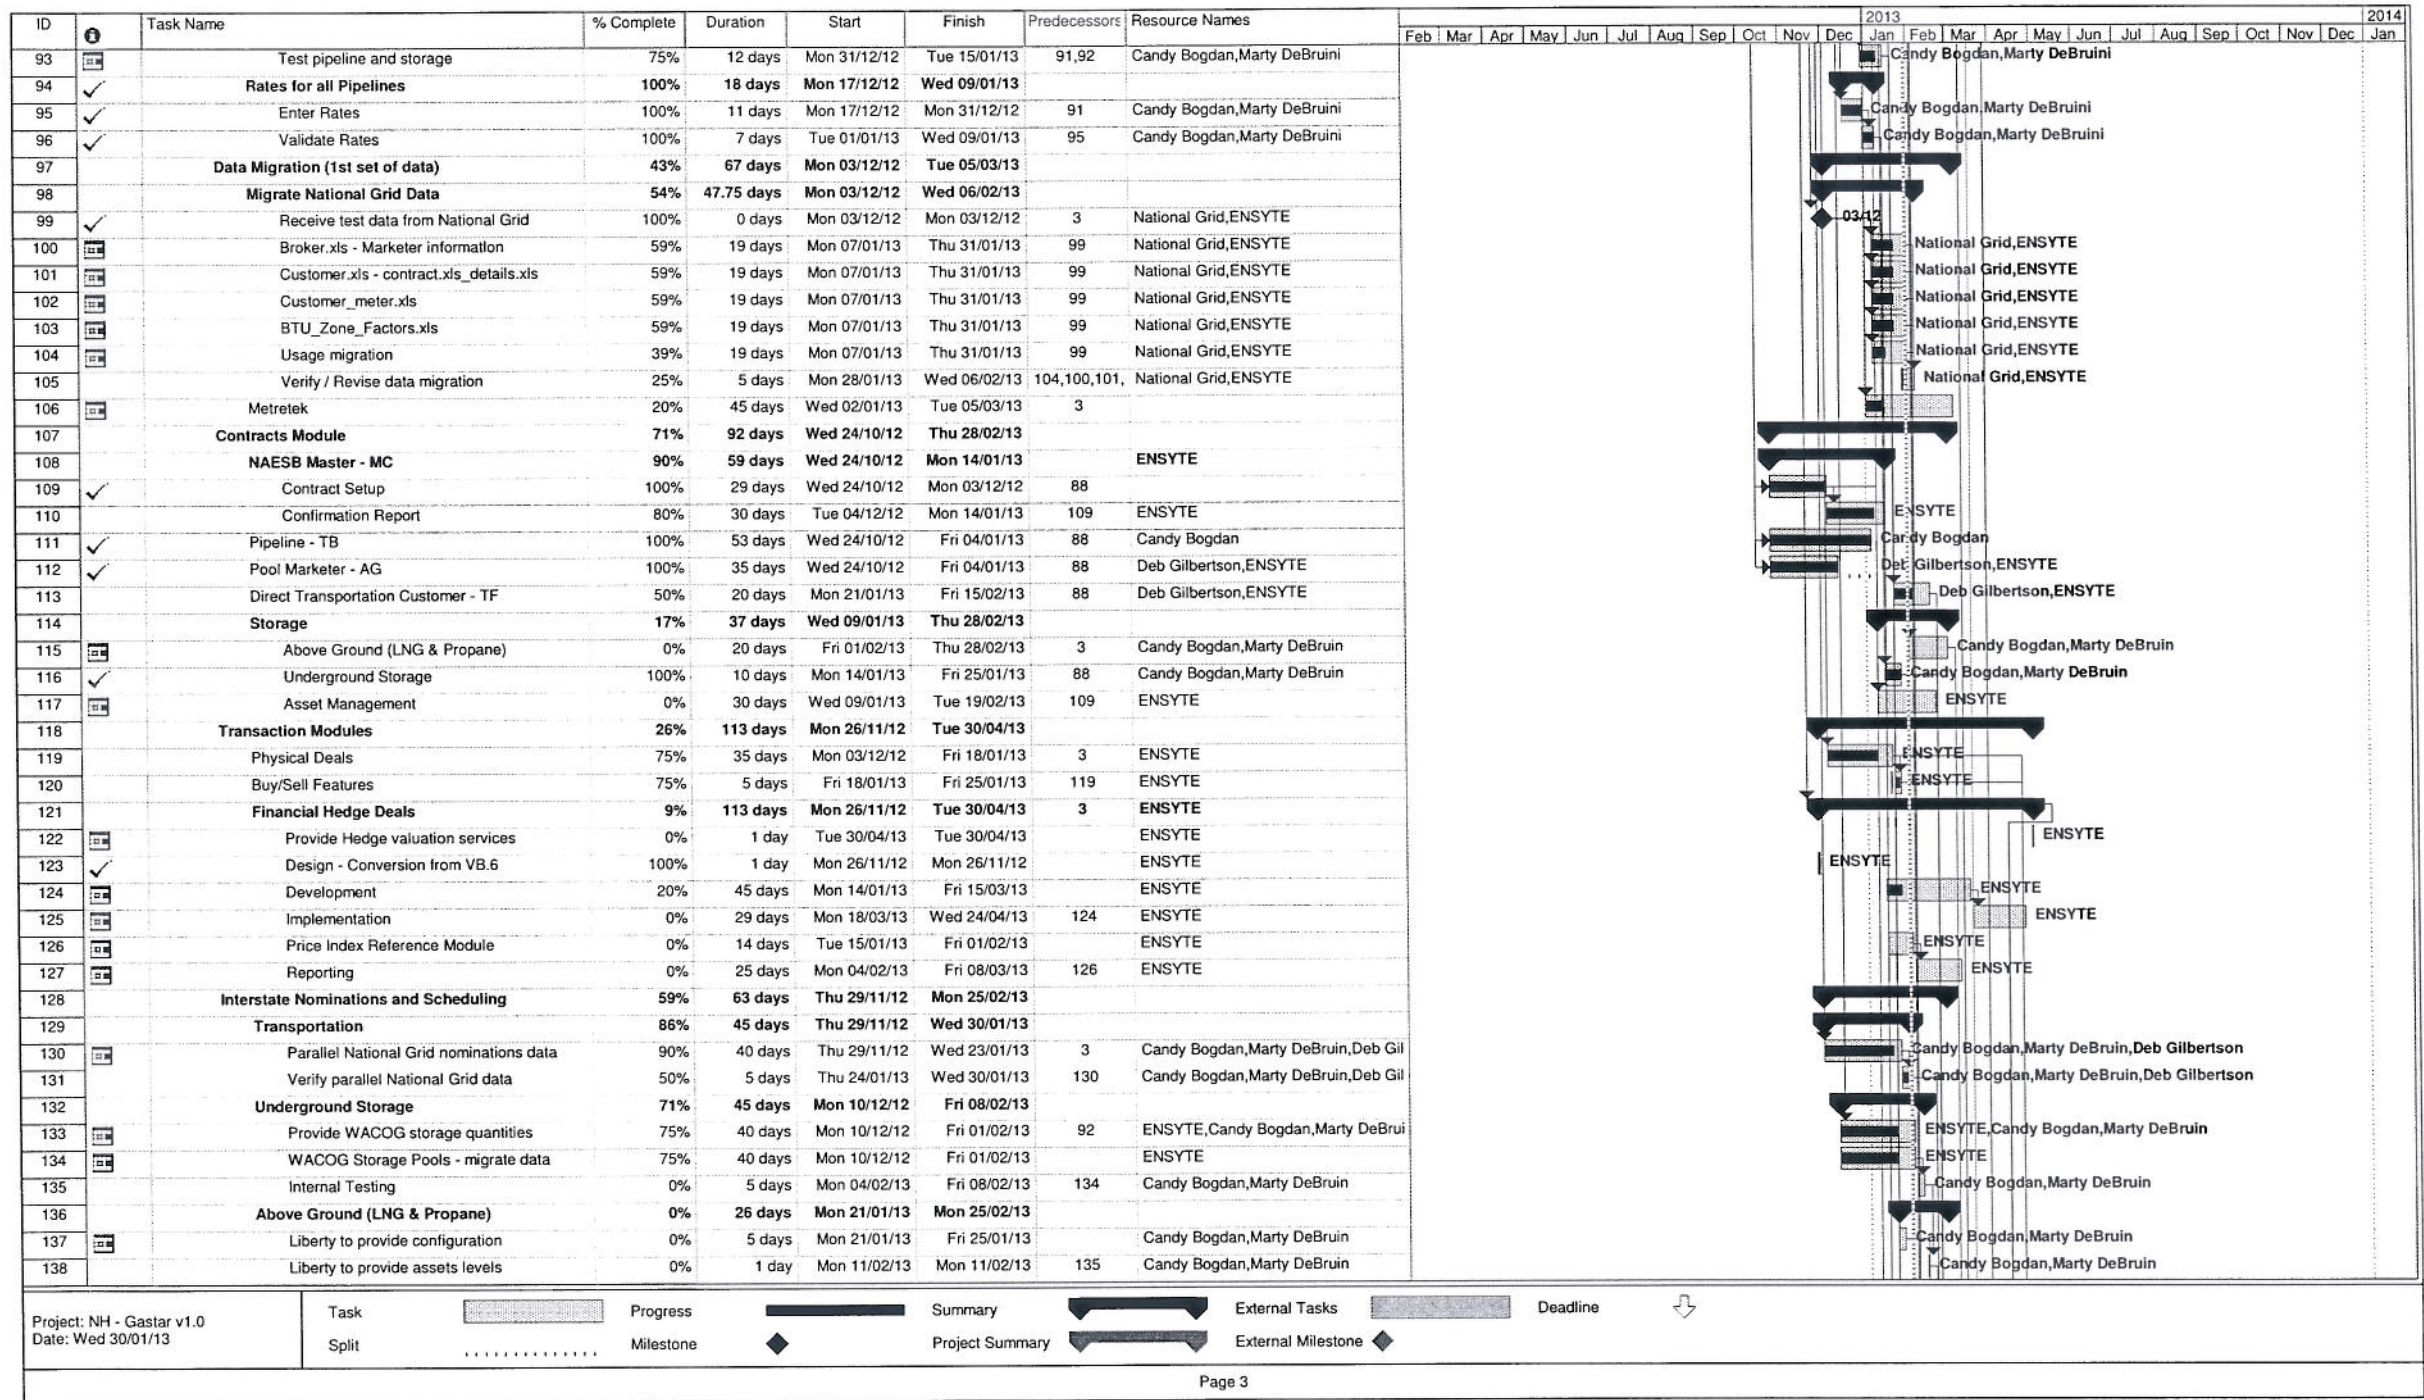 ID Task Name % Complete Duration Start Finish Predecessors Resource Names 2013 2014
Feb Mar Apr May Jun Jul Aug Sep Oct Nov Dec Jan Feb Mar Apr May Jun Jul Aug Sep Oct Nov Dec Jan
93 Test pipeline and storage 75% 12 days Mon 31/12/12 Tue 15/01/13 91,92 Candy Bogdan,Marty DeBruini Candy Bogdan,Marty DeBruini
94 Rates for all Pipelines 100% 18 days Mon 17/12/12 Wed 09/01/13
95 Enter Rates 100% 11 days Mon 17/12/12 Mon 31/12/12 91 Candy Bogdan,Marty DeBruini Candy Bogdan,Marty DeBruini
96 Validate Rates 100% 7 days Tue 01/01/13 Wed 09/01/13 95 Candy Bogdan,Marty DeBruini Candy Bogdan,Marty DeBruini
97 Data Migration (1st set of data) 43% 67 days Mon 03/12/12 Tue 05/03/13
98 Migrate National Grid Data 54% 47.75 days Mon 03/12/12 Wed 06/02/13
99 Receive test data from National Grid 100% 0 days Mon 03/12/12 Mon 03/12/12 3 National Grid,ENSYTE 03/12
100 Broker.xls - Marketer information 59% 19 days Mon 07/01/13 Thu 31/01/13 99 National Grid,ENSYTE National Grid,ENSYTE
101 Customer.xls - contract.xls_details.xls 59% 19 days Mon 07/01/13 Thu 31/01/13 99 National Grid,ENSYTE National Grid,ENSYTE
102 Customer_meter.xls 59% 19 days Mon 07/01/13 Thu 31/01/13 99 National Grid,ENSYTE National Grid,ENSYTE
103 BTU_Zone_Factors.xls 59% 19 days Mon 07/01/13 Thu 31/01/13 99 National Grid,ENSYTE National Grid,ENSYTE
104 Usage migration 39% 19 days Mon 07/01/13 Thu 31/01/13 99 National Grid,ENSYTE National Grid,ENSYTE
105 Verify / Revise data migration 25% 5 days Mon 28/01/13 Wed 06/02/13 104,100,101, National Grid,ENSYTE National Grid,ENSYTE
106 Metretek 20% 45 days Wed 02/01/13 Tue 05/03/13 3
107 Contracts Module 71% 92 days Wed 24/10/12 Thu 28/02/13
108 NAESB Master - MC 90% 59 days Wed 24/10/12 Mon 14/01/13 ENSYTE
109 Contract Setup 100% 29 days Wed 24/10/12 Mon 03/12/12 88
110 Confirmation Report 80% 30 days Tue 04/12/12 Mon 14/01/13 109 ENSYTE ENSYTE
111 Pipeline - TB 100% 53 days Wed 24/10/12 Fri 04/01/13 88 Candy Bogdan Candy Bogdan
112 Pool Marketer - AG 100% 35 days Wed 24/10/12 Fri 04/01/13 88 Deb Gilbertson,ENSYTE Deb Gilbertson,ENSYTE
113 Direct Transportation Customer - TF 50% 20 days Mon 21/01/13 Fri 15/02/13 88 Deb Gilbertson,ENSYTE Deb Gilbertson,ENSYTE
114 Storage 17% 37 days Wed 09/01/13 Thu 28/02/13
115 Above Ground (LNG & Propane) 0% 20 days Fri 01/02/13 Thu 28/02/13 3 Candy Bogdan,Marty DeBruin Candy Bogdan,Marty DeBruin
116 Underground Storage 100% 10 days Mon 14/01/13 Fri 25/01/13 88 Candy Bogdan,Marty DeBruin Candy Bogdan,Marty DeBruin
117 Asset Management 0% 30 days Wed 09/01/13 Tue 19/02/13 109 ENSYTE ENSYTE
118 Transaction Modules 26% 113 days Mon 26/11/12 Tue 30/04/13
119 Physical Deals 75% 35 days Mon 03/12/12 Fri 18/01/13 3 ENSYTE ENSYTE
120 Buy/Sell Features 75% 5 days Fri 18/01/13 Fri 25/01/13 119 ENSYTE ENSYTE
121 Financial Hedge Deals 9% 113 days Mon 26/11/12 Tue 30/04/13 3 ENSYTE
122 Provide Hedge valuation services 0% 1 day Tue 30/04/13 Tue 30/04/13 ENSYTE ENSYTE
123 Design - Conversion from VB.6 100% 1 day Mon 26/11/12 Mon 26/11/12 ENSYTE ENSYTE
124 Development 20% 45 days Mon 14/01/13 Fri 15/03/13 ENSYTE ENSYTE
125 Implementation 0% 29 days Mon 18/03/13 Wed 24/04/13 124 ENSYTE ENSYTE
126 Price Index Reference Module 0% 14 days Tue 15/01/13 Fri 01/02/13 ENSYTE ENSYTE
127 Reporting 0% 25 days Mon 04/02/13 Fri 08/03/13 126 ENSYTE ENSYTE
128 Interstate Nominations and Scheduling 59% 63 days Thu 29/11/12 Mon 25/02/13
129 Transportation 86% 45 days Thu 29/11/12 Wed 30/01/13
130 Parallel National Grid nominations data 90% 40 days Thu 29/11/12 Wed 23/01/13 3 Candy Bogdan,Marty DeBruin,Deb Gil Candy Bogdan,Marty DeBruin,Deb Gilbertson
131 Verify parallel National Grid data 50% 5 days Thu 24/01/13 Wed 30/01/13 130 Candy Bogdan,Marty DeBruin,Deb Gil Candy Bogdan,Marty DeBruin,Deb Gilbertson
132 Underground Storage 71% 45 days Mon 10/12/12 Fri 08/02/13
133 Provide WACOG storage quantities 75% 40 days Mon 10/12/12 Fri 01/02/13 92 ENSYTE,Candy Bogdan,Marty DeBrui ENSYTE,Candy Bogdan,Marty DeBruin
134 WACOG Storage Pools - migrate data 75% 40 days Mon 10/12/12 Fri 01/02/13 ENSYTE ENSYTE
135 Internal Testing 0% 5 days Mon 04/02/13 Fri 08/02/13 134 Candy Bogdan,Marty DeBruin Candy Bogdan,Marty DeBruin
136 Above Ground (LNG & Propane) 0% 26 days Mon 21/01/13 Mon 25/02/13
137 Liberty to provide configuration 0% 5 days Mon 21/01/13 Fri 25/01/13 Candy Bogdan,Marty DeBruin Candy Bogdan,Marty DeBruin
138 Liberty to provide assets levels 0% 1 day Mon 11/02/13 Mon 11/02/13 135 Candy Bogdan,Marty DeBruin Candy Bogdan,Marty DeBruin
Project: NH - Gastar v1.0
Date: Wed 30/01/13
Task Progress Summary External Tasks Deadline
Split Milestone Project Summary External Milestone
Page 3